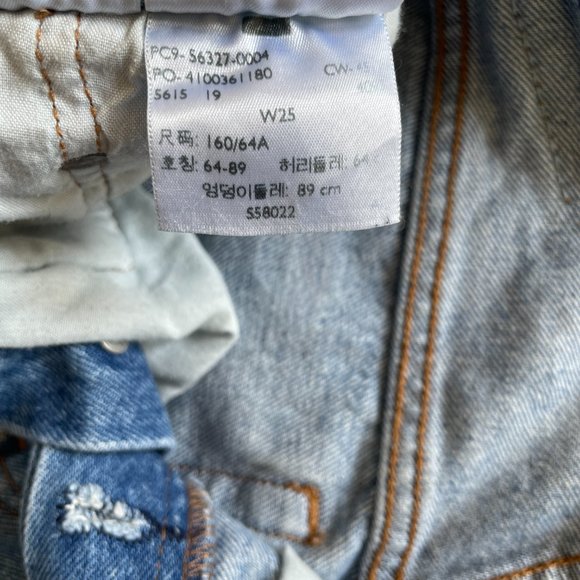 PC9-56327-0004
PO-4100361180 CW-
5615 19
W25
尺码: 160/64A
호칭: 64-89 허리둘레: 64
엉덩이둘레: 89 cm
S58022